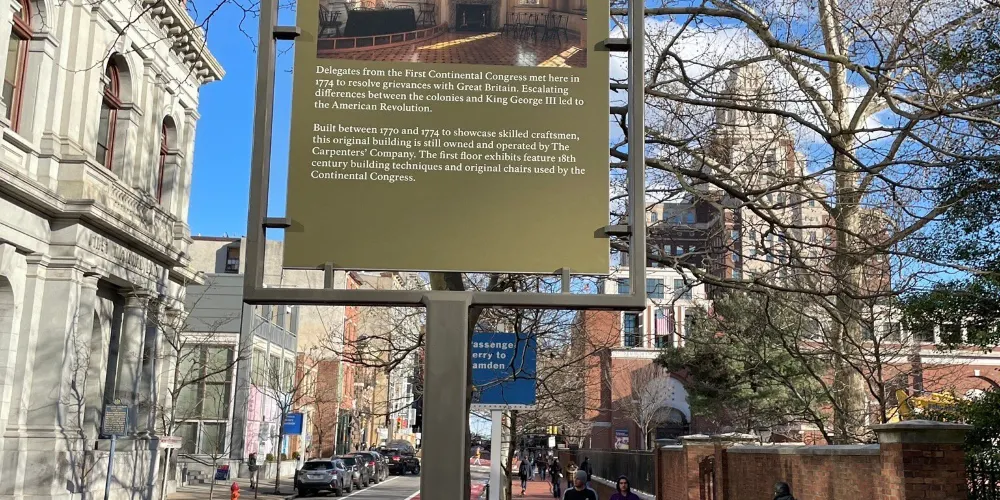 Delegates from the First Continental Congress met here in
1774 to resolve grievances with Great Britain. Escalating
differences between the colonies and King George III led to
the American Revolution.
Built between 1770 and 1774 to showcase skilled craftsmen,
this original building is still owned and operated by The
Carpenters' Company. The first floor exhibits feature 18th
century building techniques and original chairs used by the
Continental Congress.
Passenge
erry to
amden